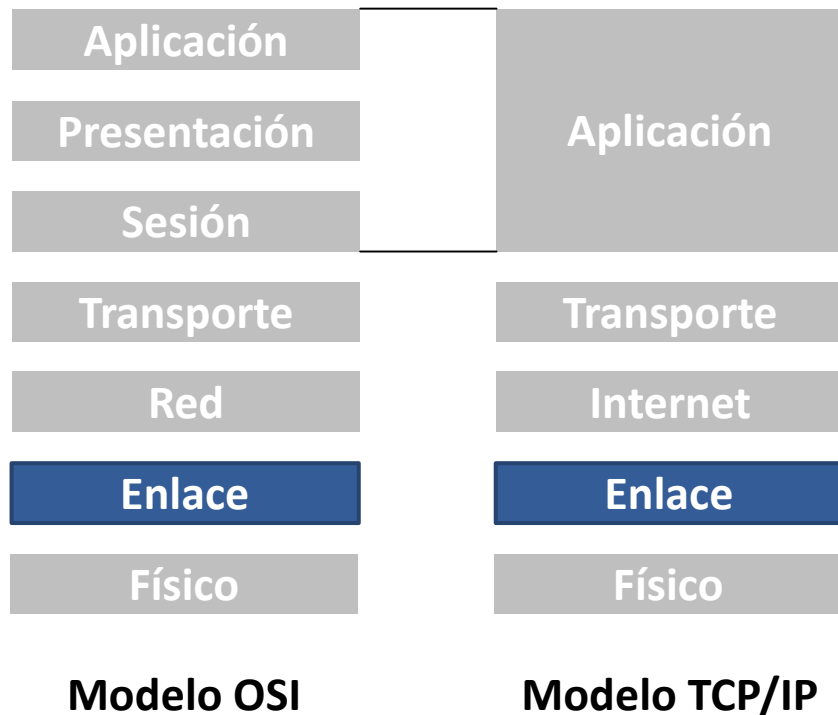 Aplicación
Presentación
Sesión
Transporte
Red
Enlace
Físico
Modelo OSI
Aplicación
Transporte
Internet
Enlace
Físico
Modelo TCP/IP